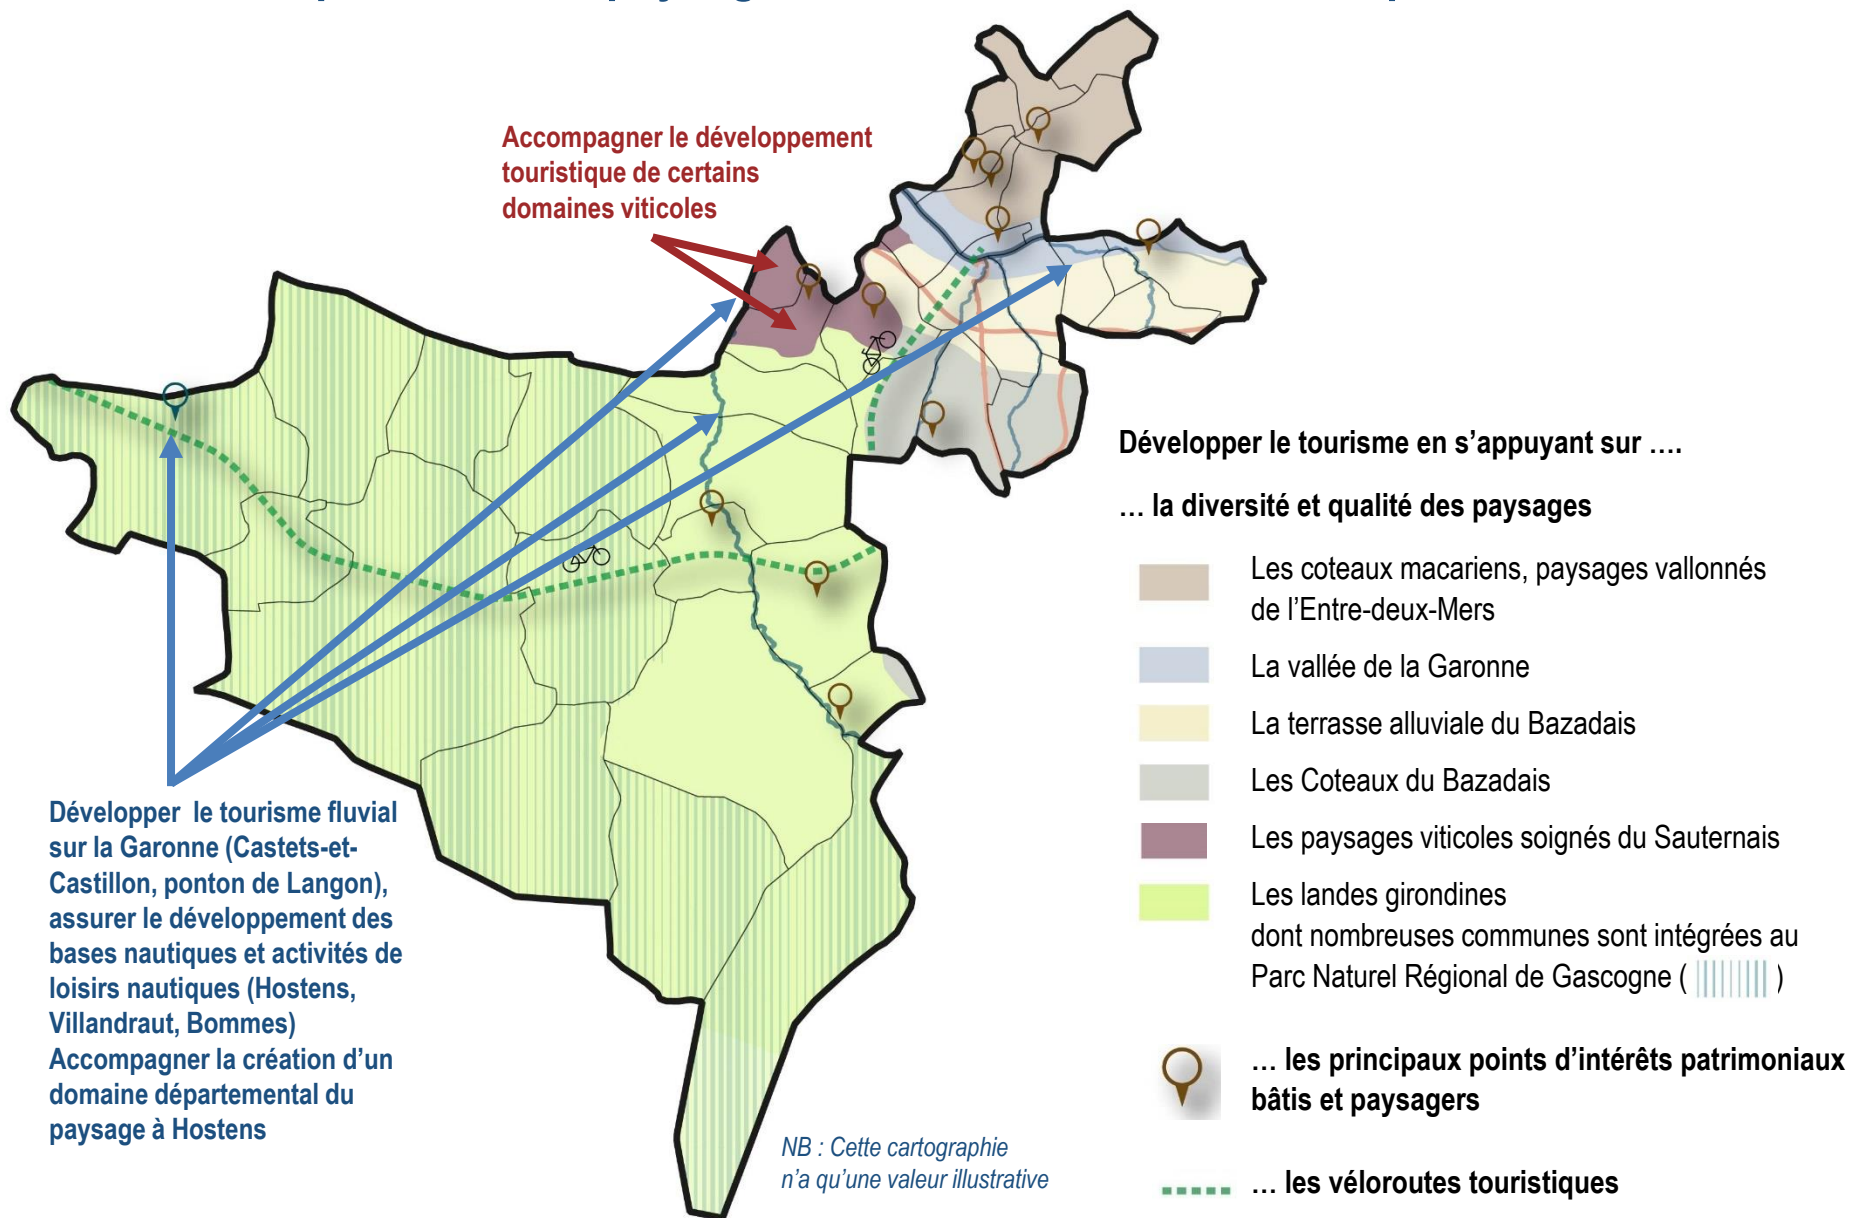 Accompagner le développement
touristique de certains
domaines viticoles
Développer le tourisme en s’appuyant sur ….
… la diversité et qualité des paysages
Les coteaux macariens, paysages vallonnés
de l’Entre-deux-Mers
La vallée de la Garonne
La terrasse alluviale du Bazadais
Les Coteaux du Bazadais
Les paysages viticoles soignés du Sauternais
Les landes girondines
dont nombreuses communes sont intégrées au
Parc Naturel Régional de Gascogne ( )
… les principaux points d’intérêts patrimoniaux
bâtis et paysagers
… les véloroutes touristiques
Développer le tourisme fluvial
sur la Garonne (Castets-et-
Castillon, ponton de Langon),
assurer le développement des
bases nautiques et activités de
loisirs nautiques (Hostens,
Villandraut, Bommes)
Accompagner la création d’un
domaine départemental du
paysage à Hostens
NB : Cette cartographie
n’a qu’une valeur illustrative